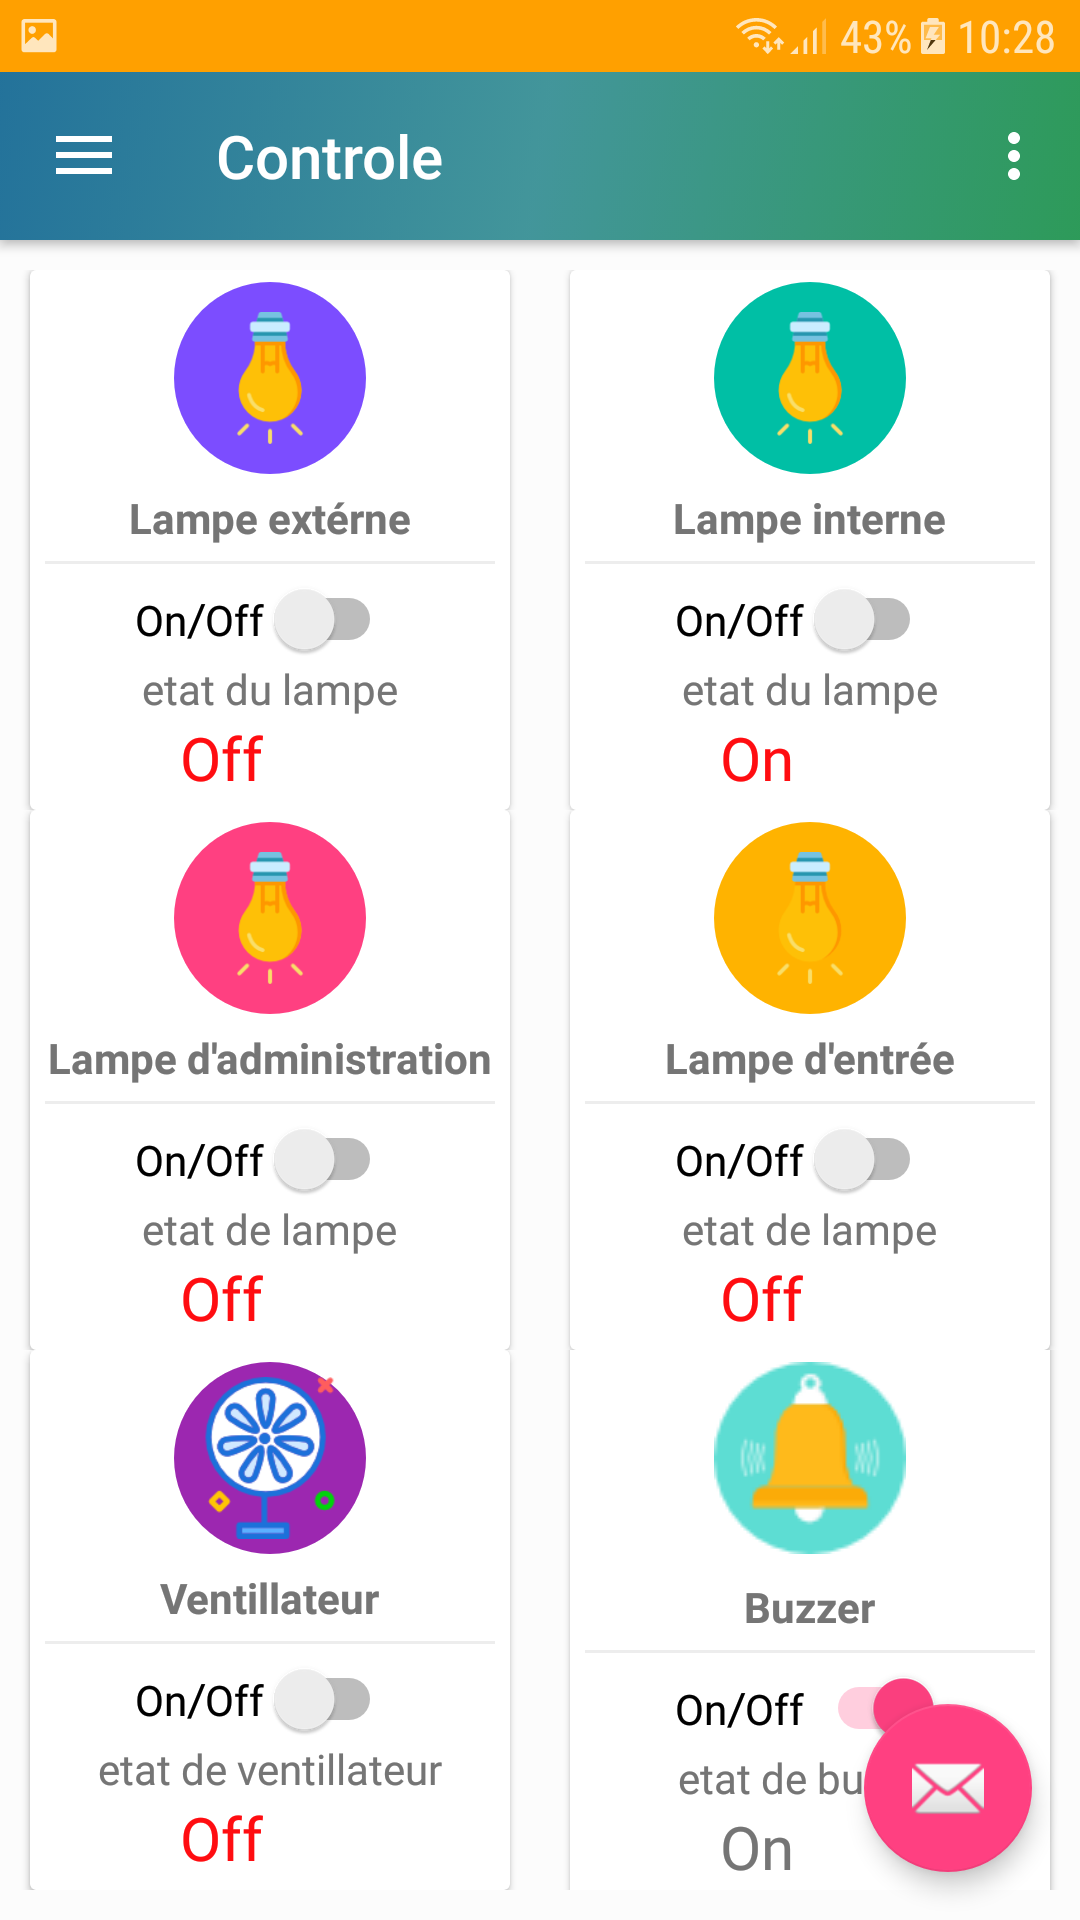 43% 10:28
Controle
Lampe extérne
On/Off
etat du lampe
Off
Lampe interne
On/Off
etat du lampe
On
Lampe d'administration
On/Off
etat de lampe
Off
Lampe d'entrée
On/Off
etat de lampe
Off
Ventillateur
On/Off
etat de ventillateur
Off
Buzzer
On/Off
etat de bu
On